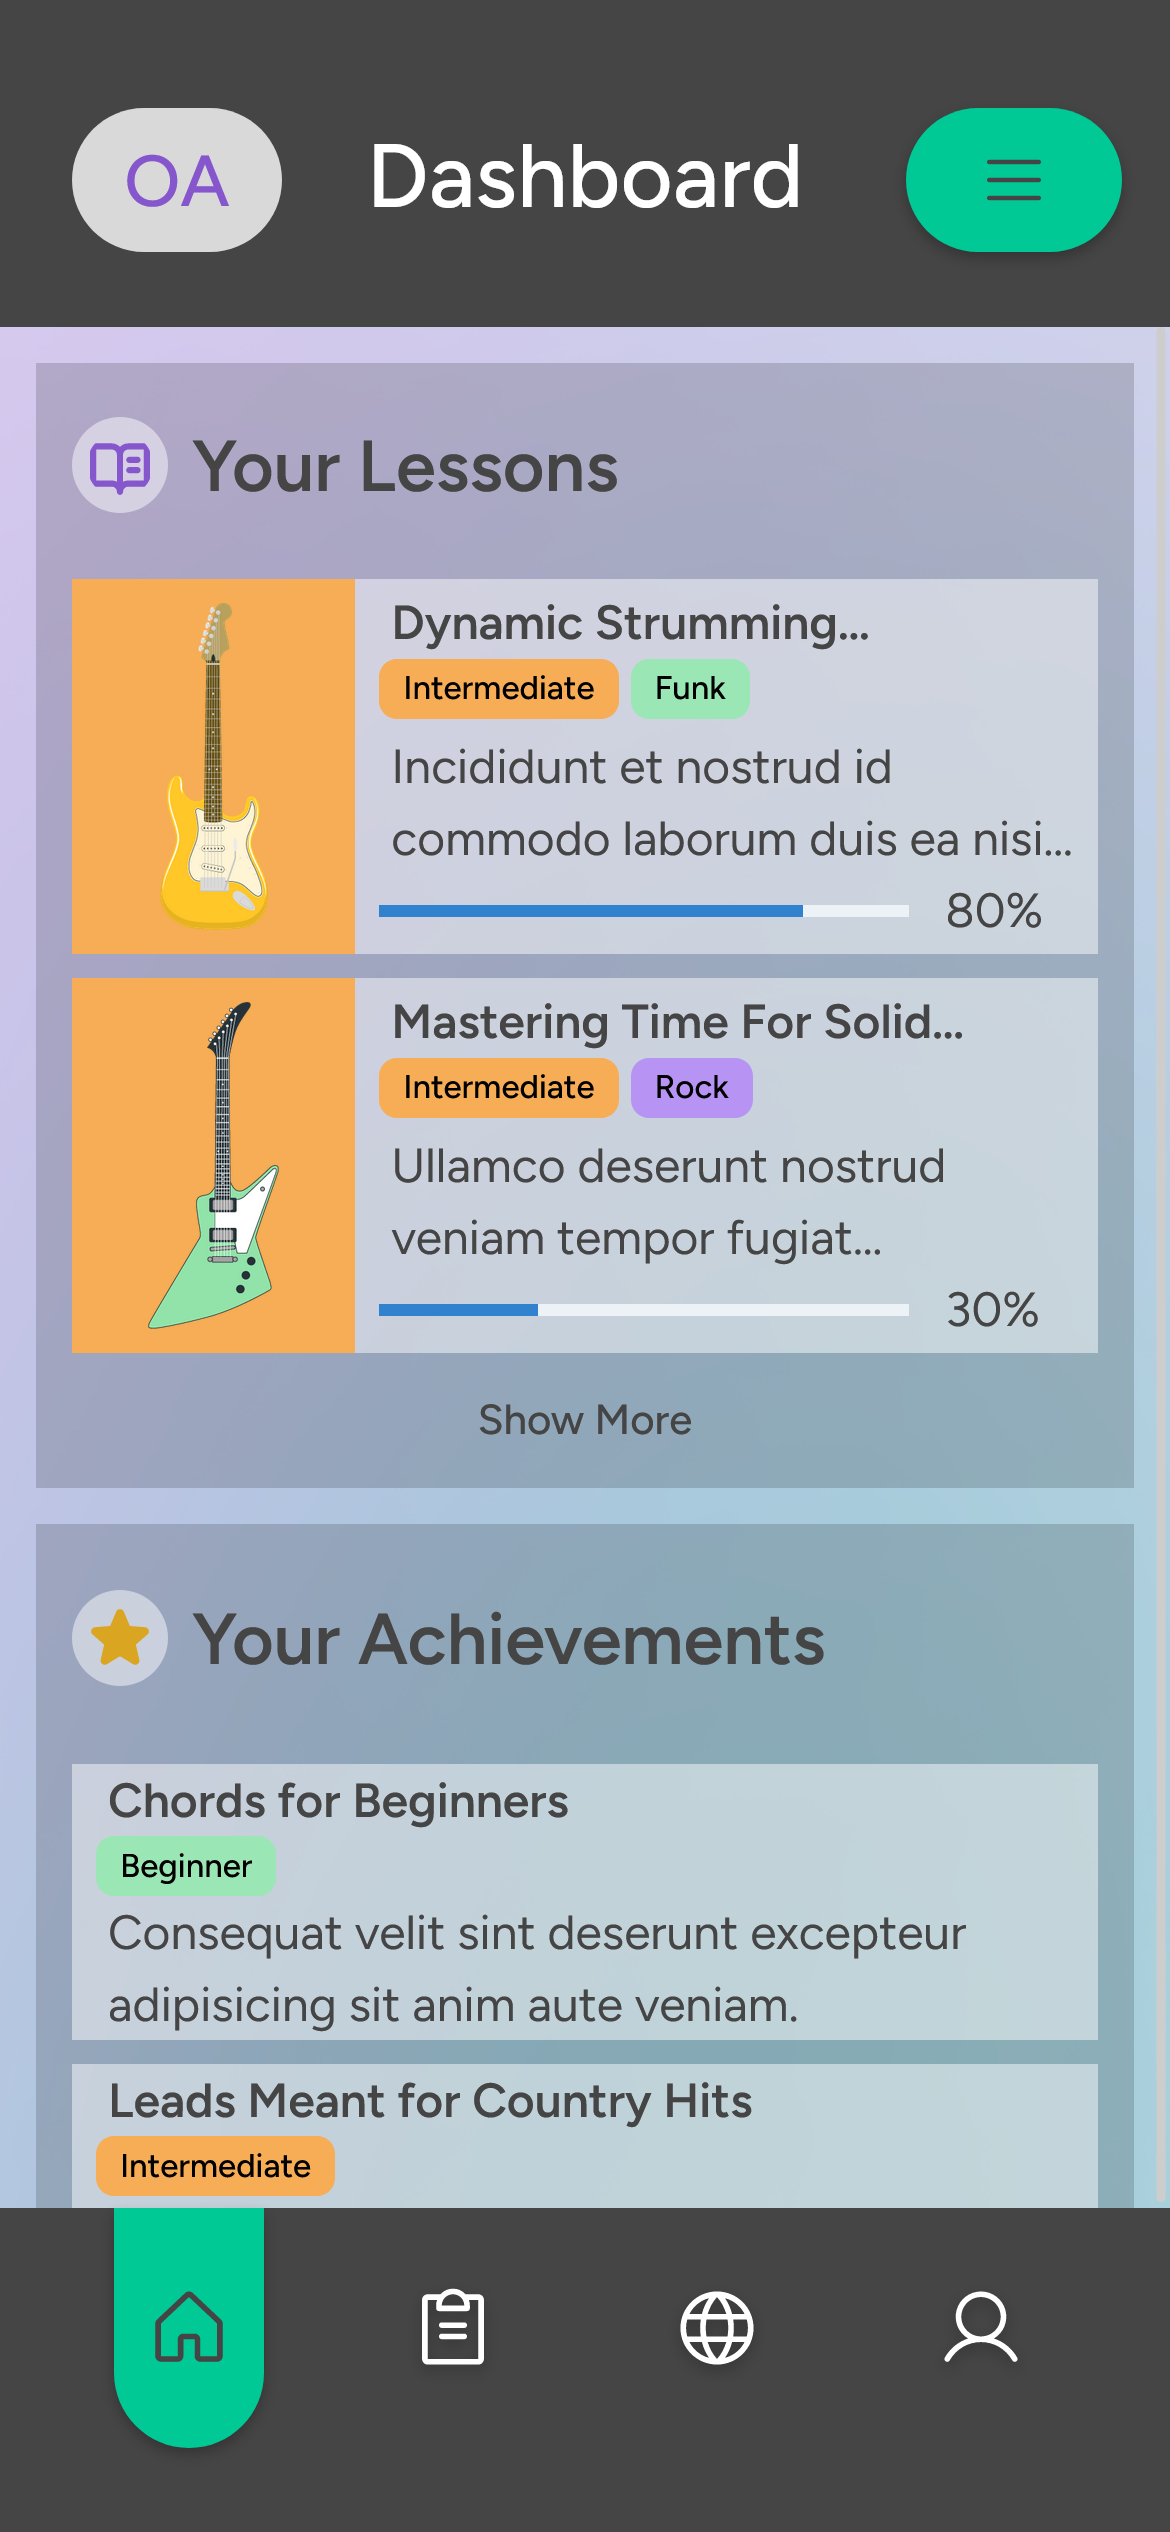 OA
Dashboard
Your Lessons
Dynamic Strumming...
Intermediate
Funk
Incididunt et nostrud id
commodo laborum duis ea nisi...
80%
Mastering Time For Solid...
Intermediate
Rock
Ullamco deserunt nostrud
veniam tempor fugiat...
30%
Show More
Your Achievements
Chords for Beginners
Beginner
Consequat velit sint deserunt excepteur
adipisicing sit anim aute veniam.
Leads Meant for Country Hits
Intermediate